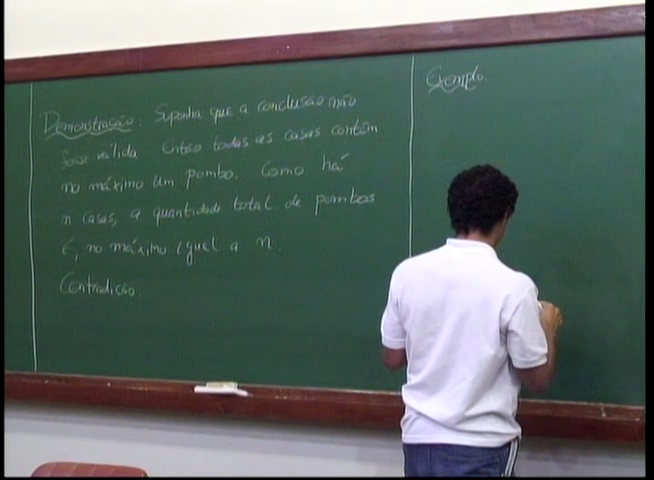 Demonstração: Suponha que a conclusão não
fosse válida Então todas as casas contêm
no máximo um pombo. Como há
n casas, a quantidade total de pombos
é, no máximo igual a n.
Contradição.
Exemplo.